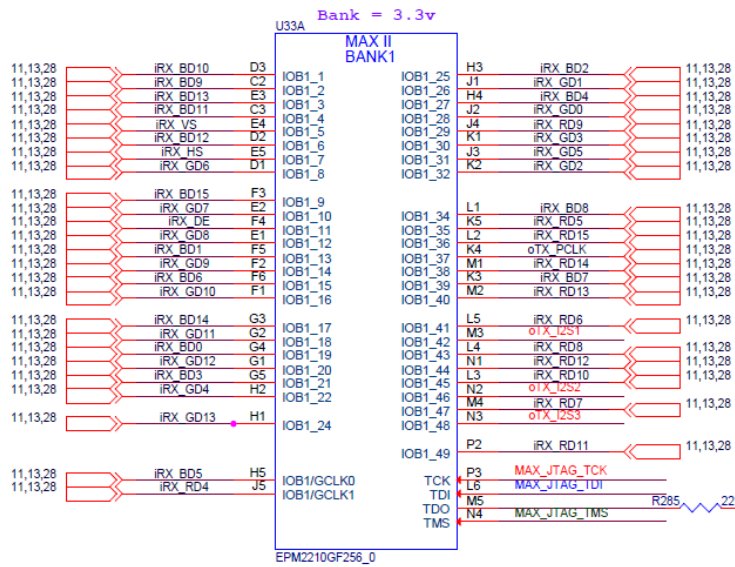 Bank = 3.3v
U33A
MAX II
BANK1
11,13,28 iRX_BD10 D3 IOB1_1 IOB1_25 H3 iRX_BD2 11,13,28
11,13,28 iRX_BD9 C2 IOB1_2 IOB1_26 J1 iRX_GD1 11,13,28
11,13,28 iRX_BD13 E3 IOB1_3 IOB1_27 H4 iRX_BD4 11,13,28
11,13,28 iRX_BD11 C3 IOB1_4 IOB1_28 J2 iRX_GD0 11,13,28
11,13,28 iRX_VS E4 IOB1_5 IOB1_29 J4 iRX_RD9 11,13,28
11,13,28 iRX_BD12 D2 IOB1_6 IOB1_30 K1 iRX_GD3 11,13,28
11,13,28 iRX_HS E5 IOB1_7 IOB1_31 J3 iRX_GD5 11,13,28
11,13,28 iRX_GD6 D1 IOB1_8 IOB1_32 K2 iRX_GD2 11,13,28
11,13,28 iRX_BD15 F3 IOB1_9
11,13,28 iRX_GD7 E2 IOB1_10 IOB1_34 L1 iRX_BD8 11,13,28
11,13,28 iRX_DE F4 IOB1_11 IOB1_35 K5 iRX_RD5 11,13,28
11,13,28 iRX_GD8 E1 IOB1_12 IOB1_36 L2 iRX_RD15 11,13,28
11,13,28 iRX_BD1 F5 IOB1_13 IOB1_37 K4 oTX_PCLK 11,13,28
11,13,28 iRX_GD9 F2 IOB1_14 IOB1_38 M1 iRX_RD14 11,13,28
11,13,28 iRX_BD6 F6 IOB1_15 IOB1_39 K3 iRX_BD7 11,13,28
11,13,28 iRX_GD10 F1 IOB1_16 IOB1_40 M2 iRX_RD13 11,13,28
11,13,28 iRX_BD14 G3 IOB1_17 IOB1_41 L5 iRX_RD6 11,13,28
11,13,28 iRX_GD11 G2 IOB1_18 IOB1_42 M3 oTX_I2S1
11,13,28 iRX_BD0 G4 IOB1_19 IOB1_43 L4 iRX_RD8 11,13,28
11,13,28 iRX_GD12 G1 IOB1_20 IOB1_44 N1 iRX_RD12 11,13,28
11,13,28 iRX_BD3 G5 IOB1_21 IOB1_45 L3 iRX_RD10 11,13,28
11,13,28 iRX_GD4 H2 IOB1_22 IOB1_46 N2 oTX_I2S2
IOB1_47 M4 iRX_RD7 11,13,28
11,13,28 iRX_GD13 H1 IOB1_24 IOB1_48 N3 oTX_I2S3
IOB1_49 P2 iRX_RD11 11,13,28
11,13,28 iRX_BD5 H5 IOB1/GCLK0 TCK P3 MAX_JTAG_TCK
11,13,28 iRX_RD4 J5 IOB1/GCLK1 TDI L6 MAX_JTAG_TDI
TDO M5 R285 22
TMS N4 MAX_JTAG_TMS
EPM2210GF256_0